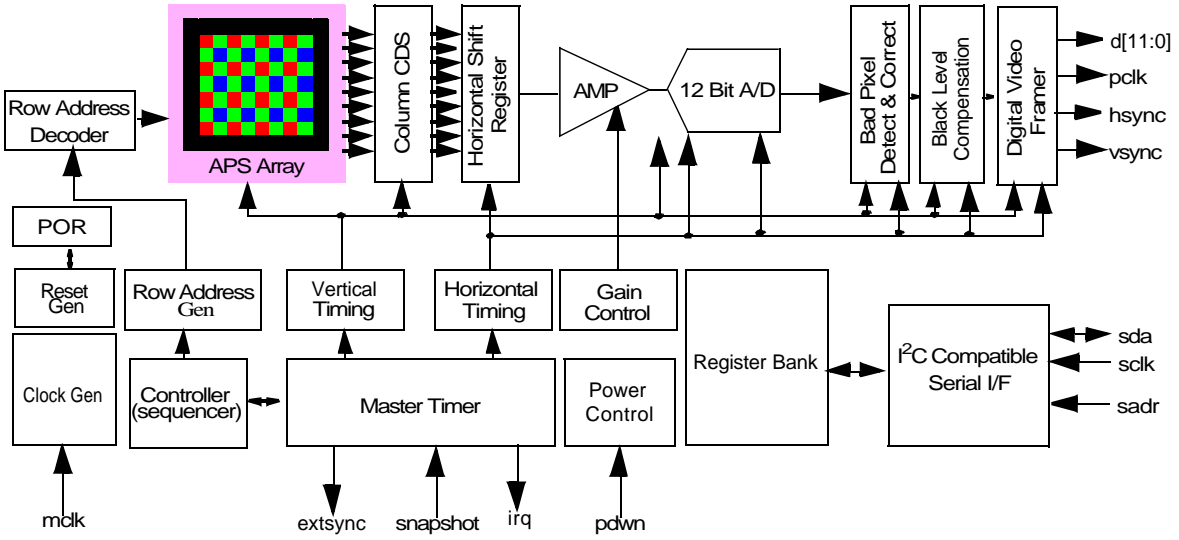 Row Address
Decoder
APS Array
Column CDS
Horizontal Shift
Register
AMP
12 Bit A/D
Bad Pixel
Detect & Correct
Black Level
Compensation
Digital Video
Framer
d[11:0]
pclk
hsync
vsync
POR
Reset
Gen
Row Address
Gen
Vertical
Timing
Horizontal
Timing
Gain
Control
Register Bank
I²C Compatible
Serial I/F
sda
sclk
sadr
Clock Gen
Controller
(sequencer)
Master Timer
Power
Control
mclk
extsync
snapshot
irq
pdwn